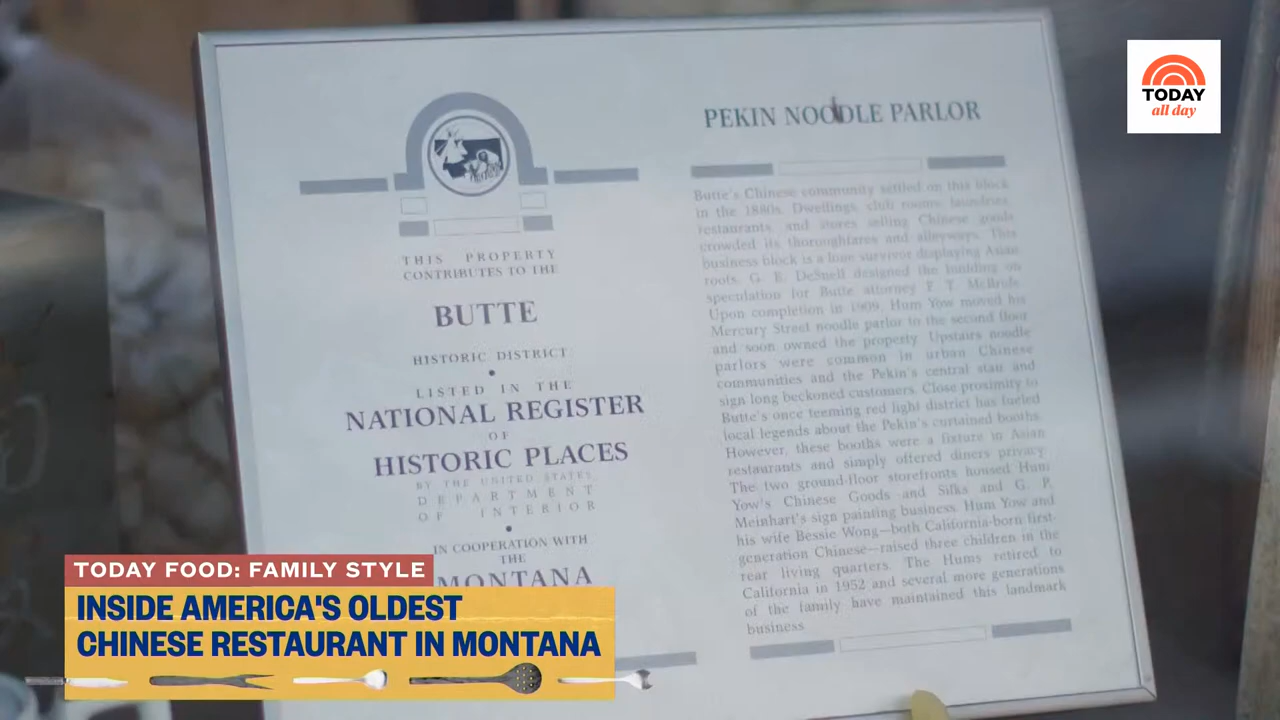 TODAY
all day
THIS PROPERTY
CONTRIBUTES TO THE
BUTTE
HISTORIC DISTRICT
LISTED IN THE
NATIONAL REGISTER
OF
HISTORIC PLACES
BY THE UNITED STATES
DEPARTMENT
OF INTERIOR
IN COOPERATION WITH
THE
MONTANA
PEKIN NOODLE PARLOR
Butte's Chinese community settled on this block
in the 1880s. Dwellings, club rooms, laundries,
restaurants and stores selling Chinese goods
crowded its thoroughfares and alleyways. This
business block is a lone survivor displaying Asian
roots. G. E. DeSnell designed the building on
speculation for Butte attorney F. T. McBride.
Upon completion in 1909, Hum Yow moved his
Mercury Street noodle parlor to the second floor
and soon owned the property. Upstairs noodle
parlors were common in urban Chinese
communities and the Pekin's central stair and
sign long beckoned customers. Close proximity to
Butte's once teeming red light district has fueled
local legends about the Pekin's curtained booths.
However, these booths were a fixture in Asian
restaurants and simply offered diners privacy.
The two ground-floor storefronts housed Hum
Yow's Chinese Goods and Silks and G. P.
Meinhart's sign painting business. Hum Yow and
his wife Bessie Wong—both California-born first-
generation Chinese—raised three children in the
rear living quarters. The Hums retired to
California in 1952 and several more generations
of the family have maintained this landmark
business.
TODAY FOOD: FAMILY STYLE
INSIDE AMERICA'S OLDEST
CHINESE RESTAURANT IN MONTANA